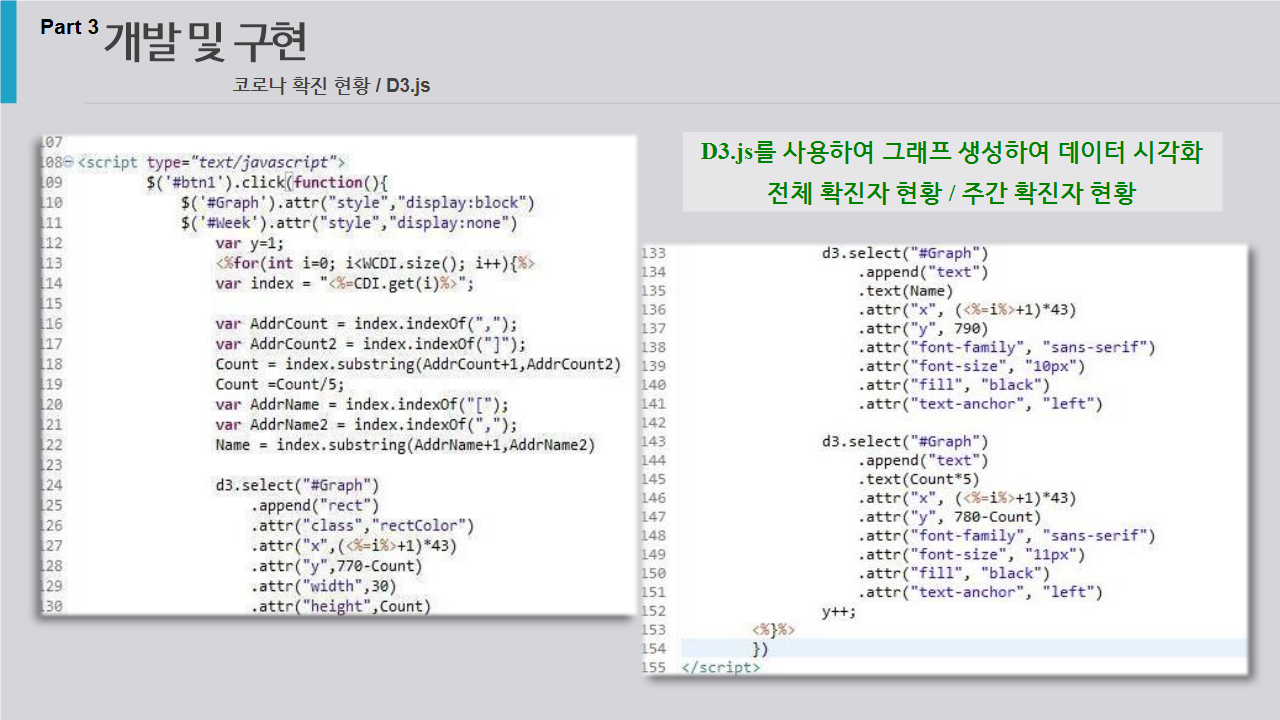 Part 3 개발 및 구현
코로나 확진 현황 / D3.js
107
108 <script type="text/javascript">
109 $('#btn1').click(function(){
110 $('#Graph').attr("style","display:block")
111 $('#Week').attr("style","display:none")
112 var y=1;
113 <%for(int i=0; i<WCDI.size(); i++){%>
114 var index = "<%=CDI.get(i)%>";
115
116 var AddrCount = index.indexOf(",");
117 var AddrCount2 = index.indexOf("]");
118 Count = index.substring(AddrCount+1,AddrCount2)
119 Count =Count/5;
120 var AddrName = index.indexOf("[");
121 var AddrName2 = index.indexOf(",");
122 Name = index.substring(AddrName+1,AddrName2)
123
124 d3.select("#Graph")
125 .append("rect")
126 .attr("class","rectColor")
127 .attr("x",(<%=i%>+1)*43)
128 .attr("y",770-Count)
129 .attr("width",30)
130 .attr("height",Count)
D3.js를 사용하여 그래프 생성하여 데이터 시각화
전체 확진자 현황 / 주간 확진자 현황
133 d3.select("#Graph")
134 .append("text")
135 .text(Name)
136 .attr("x", (<%=i%>+1)*43)
137 .attr("y", 790)
138 .attr("font-family", "sans-serif")
139 .attr("font-size", "10px")
140 .attr("fill", "black")
141 .attr("text-anchor", "left")
142
143 d3.select("#Graph")
144 .append("text")
145 .text(Count*5)
146 .attr("x", (<%=i%>+1)*43)
147 .attr("y", 780-Count)
148 .attr("font-family", "sans-serif")
149 .attr("font-size", "11px")
150 .attr("fill", "black")
151 .attr("text-anchor", "left")
152 y++;
153 <%}%>
154 })
155 </script>